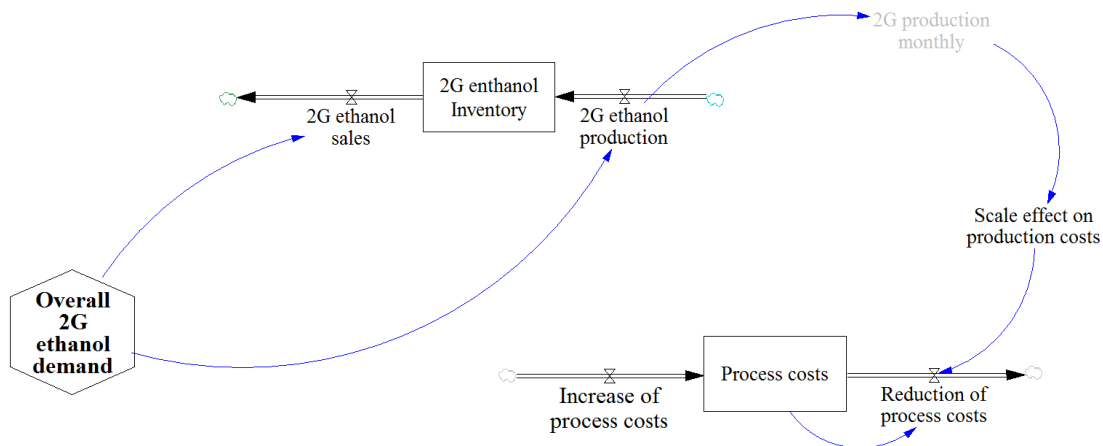 2G production
monthly
2G enthanol
Inventory
2G ethanol
sales
2G ethanol
production
Scale effect on
production costs
Overall
2G
ethanol
demand
Process costs
Increase of
process costs
Reduction of
process costs